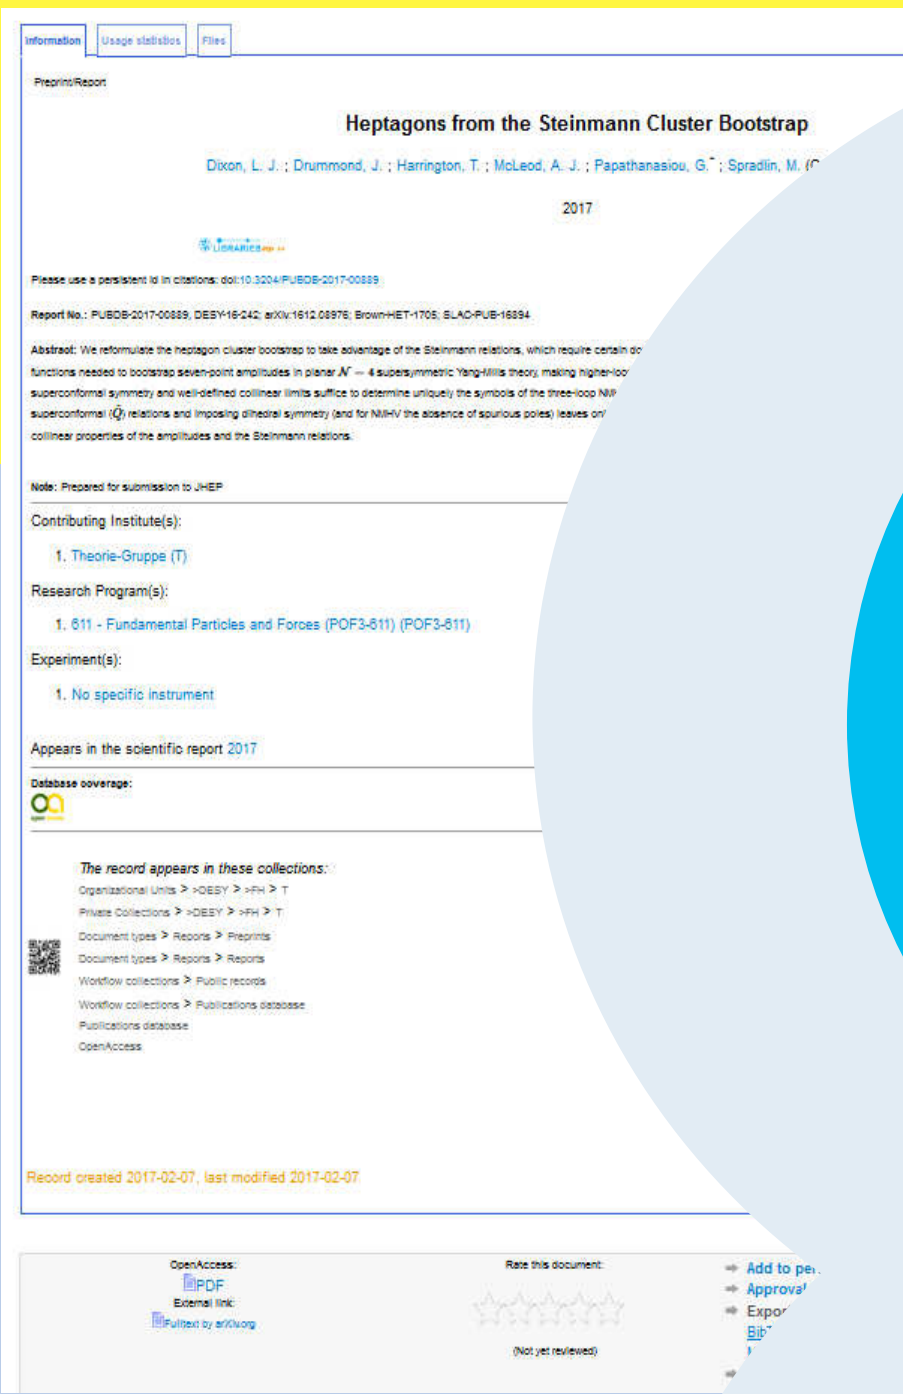 Information Usage statistics Files
Preprint/Report
Heptagons from the Steinmann Cluster Bootstrap
Dixon, L. J. ; Drummond, J. ; Harrington, T. ; McLeod, A. J. ; Papathanasiou, G.* ; Spradlin, M.
2017
LIBRARIES
Please use a persistent id in citations: doi:10.3204/PUBDB-2017-00889
Report No.: PUBDB-2017-00889; DESY-16-242; arXiv:1612.08976; Brown-HET-1705; SLAC-PUB-16894
Abstract: We reformulate the heptagon cluster bootstrap to take advantage of the Steinmann relations, which require certain
functions needed to bootstrap seven-point amplitudes in planar 𝒩 = 4 supersymmetric Yang-Mills theory, making
superconformal symmetry and well-defined collinear limits suffice to determine uniquely the symbols of the three-loop
superconformal (Q̄) relations and imposing dihedral symmetry (and for NMHV the absence of spurious poles) leaves
collinear properties of the amplitudes and the Steinmann relations.
Note: Prepared for submission to JHEP
Contributing Institute(s):
1. Theorie-Gruppe (T)
Research Program(s):
1. 611 - Fundamental Particles and Forces (POF3-611) (POF3-611)
Experiment(s):
1. No specific instrument
Appears in the scientific report 2017
Database coverage:
The record appears in these collections:
Organizational Units > >DESY > >FH > T
Private Collections > >DESY > >FH > T
Document types > Reports > Preprints
Document types > Reports > Reports
Workflow collections > Public records
Workflow collections > Publications database
Publications database
OpenAccess
Record created 2017-02-07, last modified 2017-02-07
OpenAccess:
PDF
External link:
Fulltext by arXiv.org
Rate this document:
(Not yet reviewed)
Add to